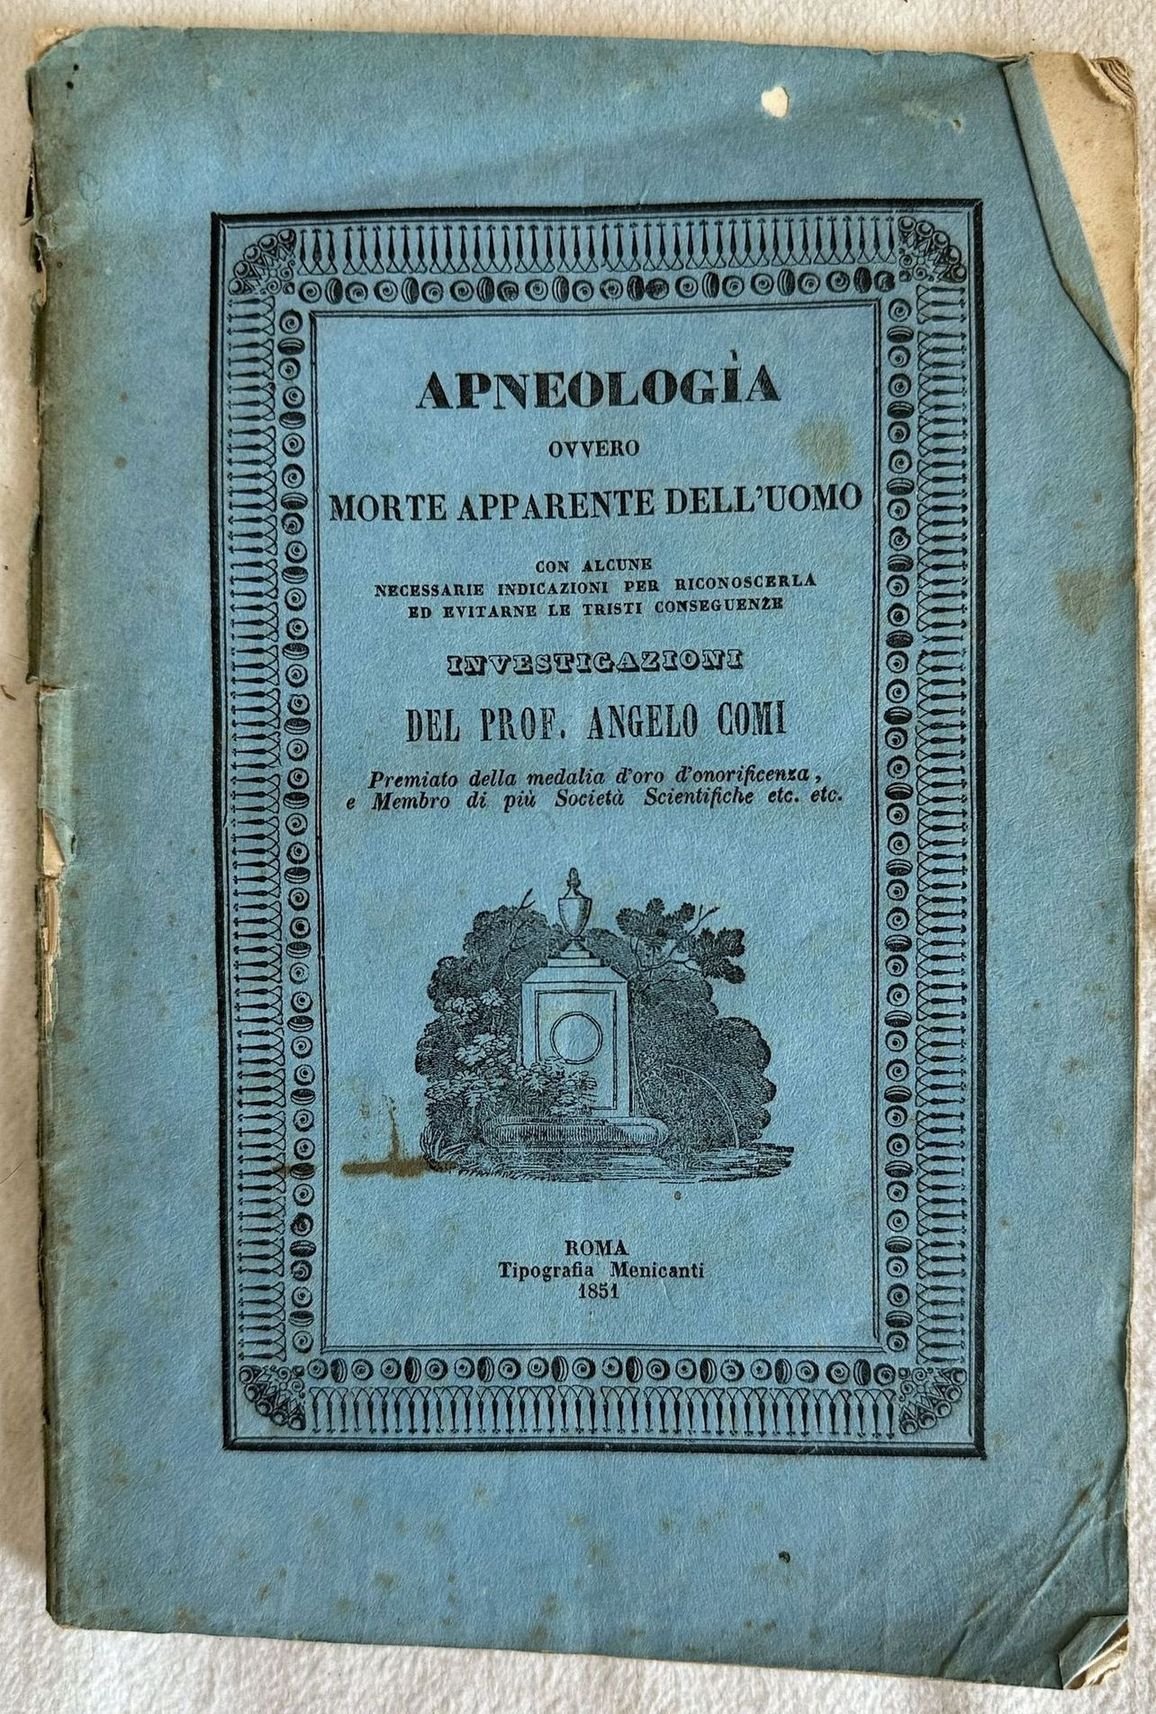 APNEOLOGÌA
OVVERO
MORTE APPARENTE DELL'UOMO
CON ALCUNE
NECESSARIE INDICAZIONI PER RICONOSCERLA
ED EVITARNE LE TRISTI CONSEGUENZE
INVESTIGAZIONI
DEL PROF. ANGELO COMI
Premiato della medalia d'oro d'onorificenza,
e Membro di più Società Scientifiche etc. etc.
ROMA
Tipografia Menicanti
1851